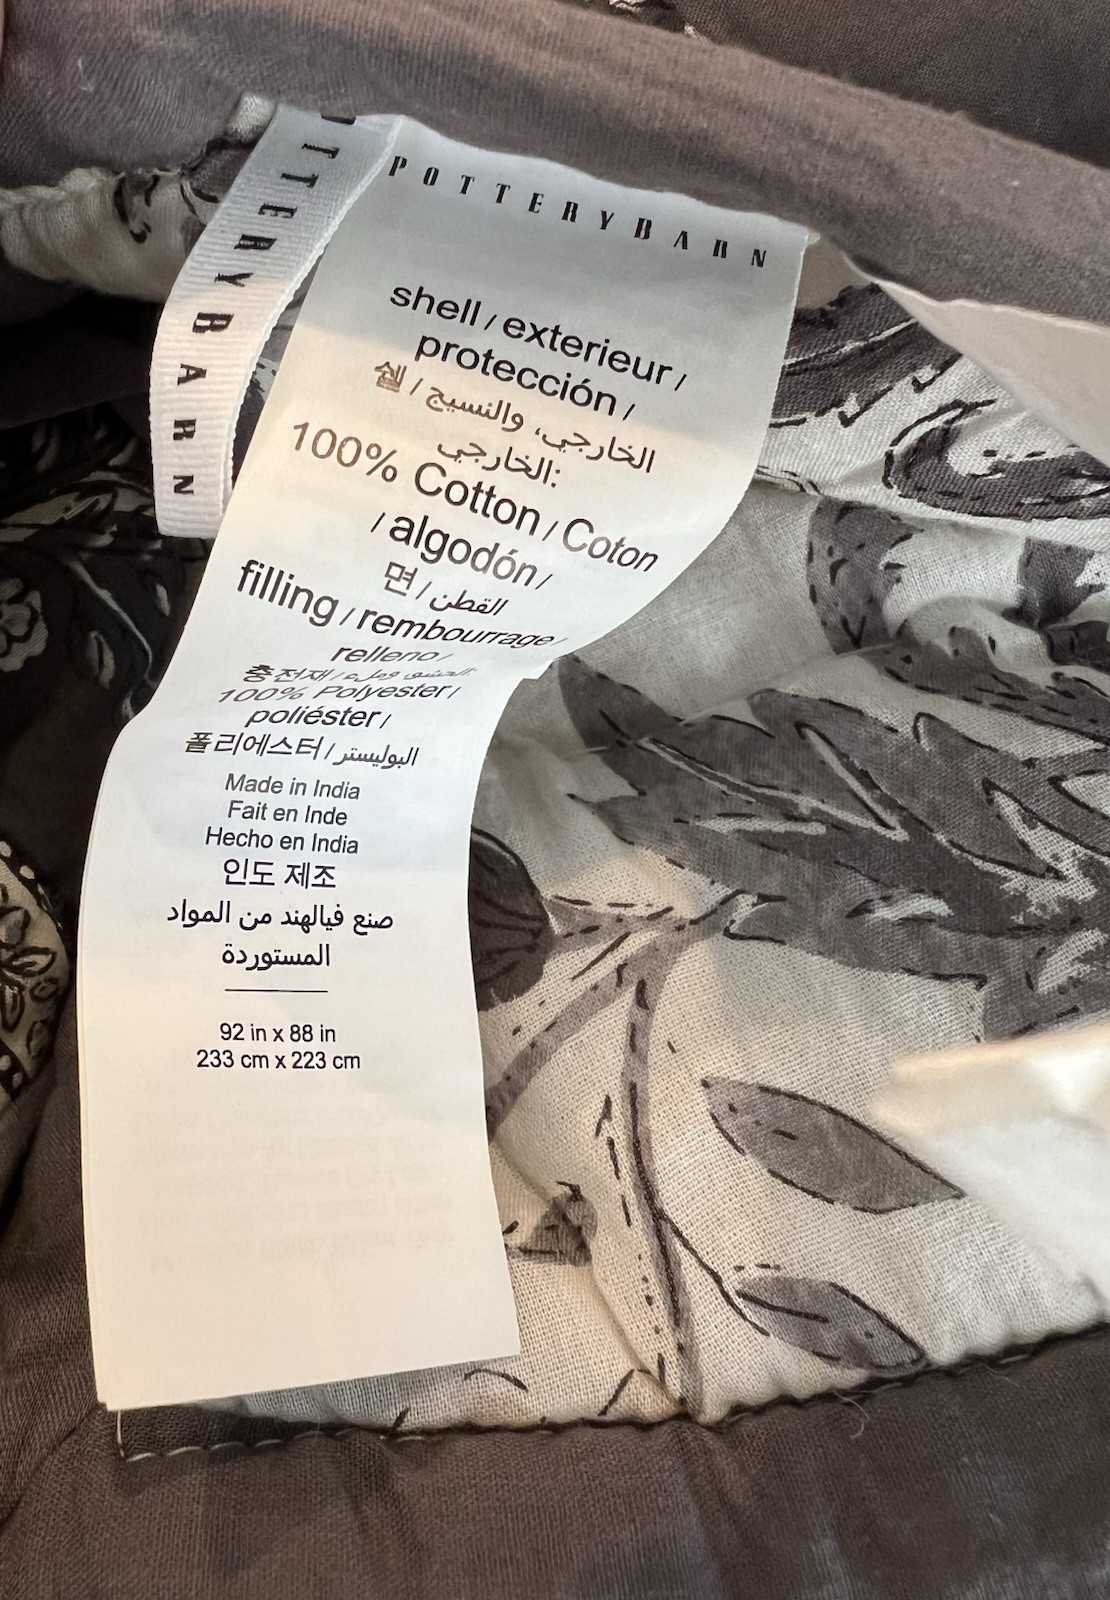 POTTERYBARN
OTTERYBARN
shell / exterieur /
protección /
쉘 / الخارجي، والنسيج
الخارجي:
100% Cotton / Coton
/ algodón /
면 / القطن
filling / rembourrage /
relleno /
충전재 /
100% Polyester /
poliéster /
폴리에스터 / البوليستر
Made in India
Fait en Inde
Hecho en India
인도 제조
صنع فيالهند من المواد
المستوردة
92 in x 88 in
233 cm x 223 cm